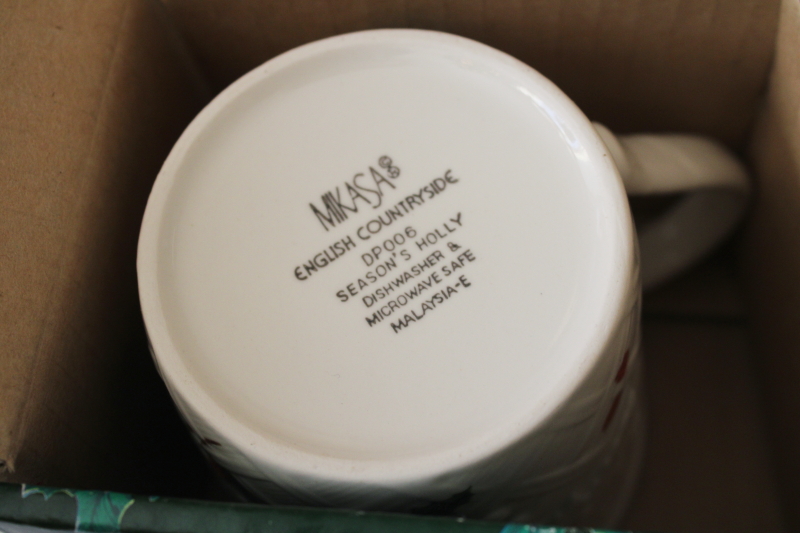 MIKASA®©
ENGLISH COUNTRYSIDE
DP006
SEASON'S HOLLY
DISHWASHER &
MICROWAVE SAFE
MALAYSIA-E